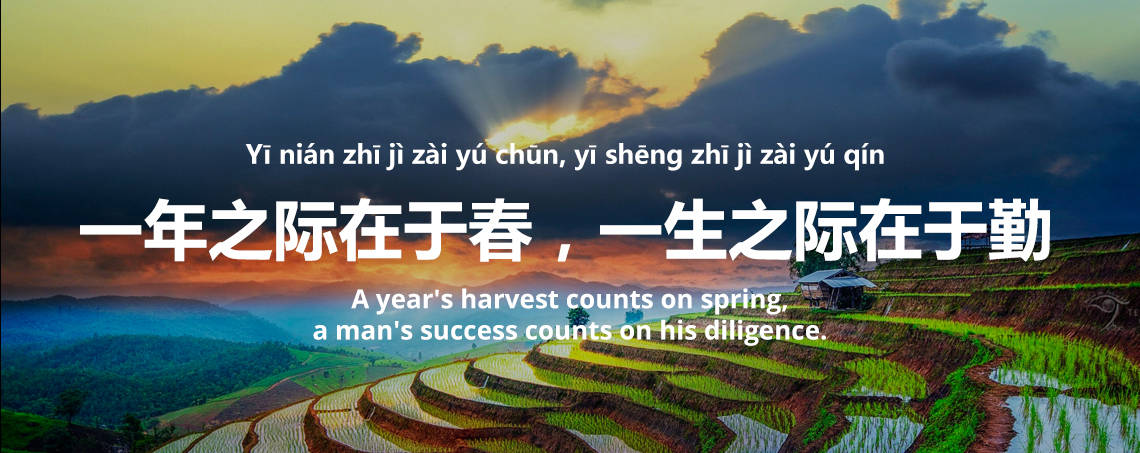 Yī nián zhī jì zài yú chūn, yī shēng zhī jì zài yú qín
一年之际在于春，一生之际在于勤
A year's harvest counts on spring,
a man's success counts on his diligence.